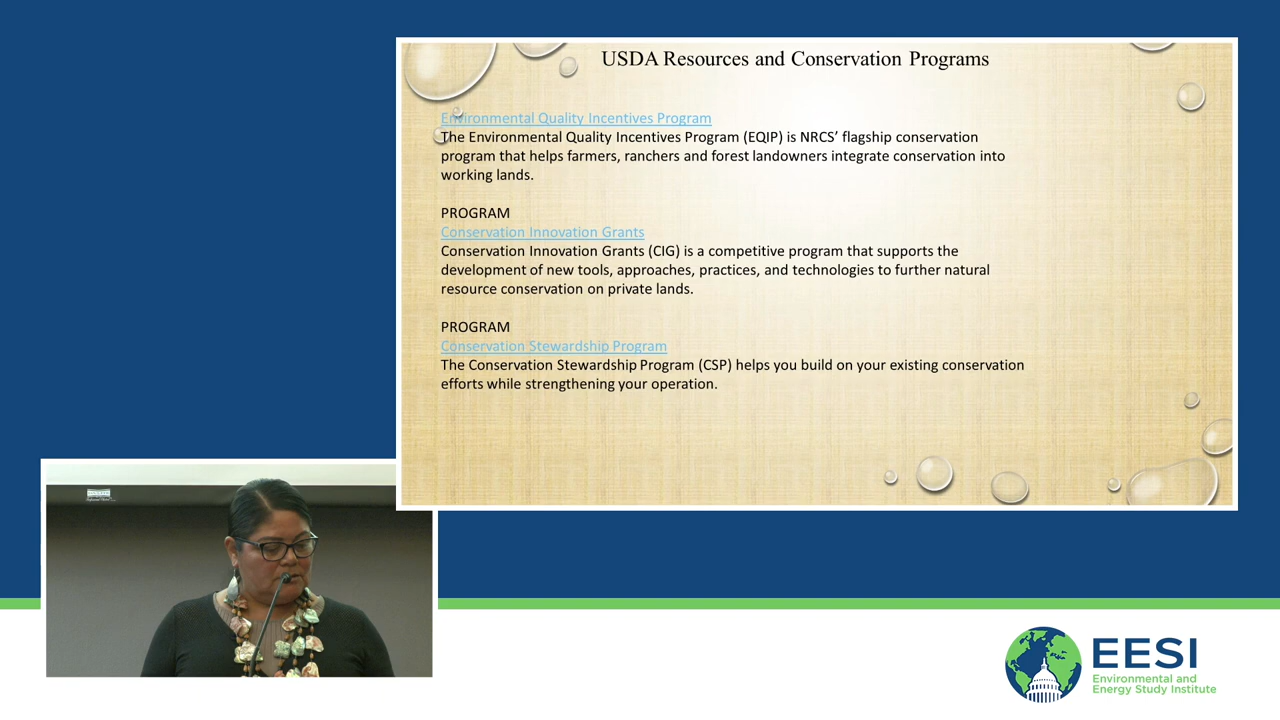 USDA Resources and Conservation Programs
Environmental Quality Incentives Program
The Environmental Quality Incentives Program (EQIP) is NRCS’ flagship conservation
program that helps farmers, ranchers and forest landowners integrate conservation into
working lands.
PROGRAM
Conservation Innovation Grants
Conservation Innovation Grants (CIG) is a competitive program that supports the
development of new tools, approaches, practices, and technologies to further natural
resource conservation on private lands.
PROGRAM
Conservation Stewardship Program
The Conservation Stewardship Program (CSP) helps you build on your existing conservation
efforts while strengthening your operation.
EESI
Environmental and
Energy Study Institute